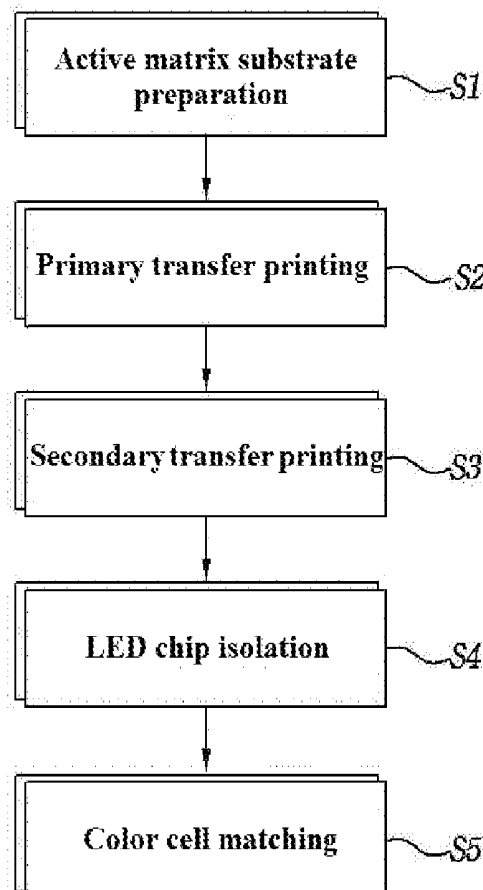 Active matrix substrate
preparation
S1
Primary transfer printing
S2
Secondary transfer printing
S3
LED chip isolation
S4
Color cell matching
S5